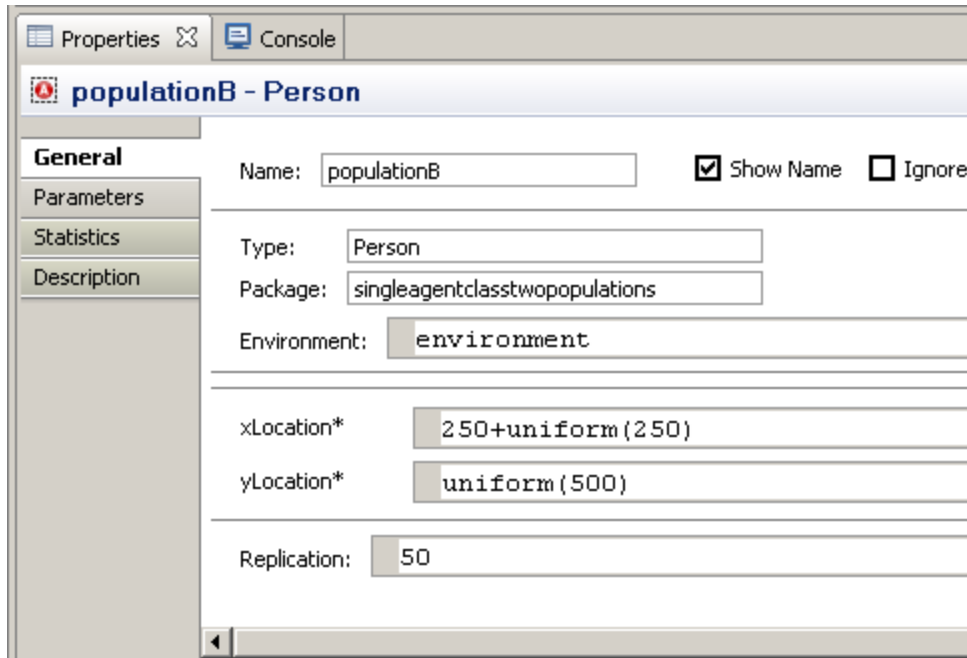 Properties Console
populationB - Person
General
Parameters
Statistics
Description
Name: populationB Show Name Ignore
Type: Person
Package: singleagentclasstwopopulations
Environment: environment
xLocation* 250+uniform(250)
yLocation* uniform(500)
Replication: 50